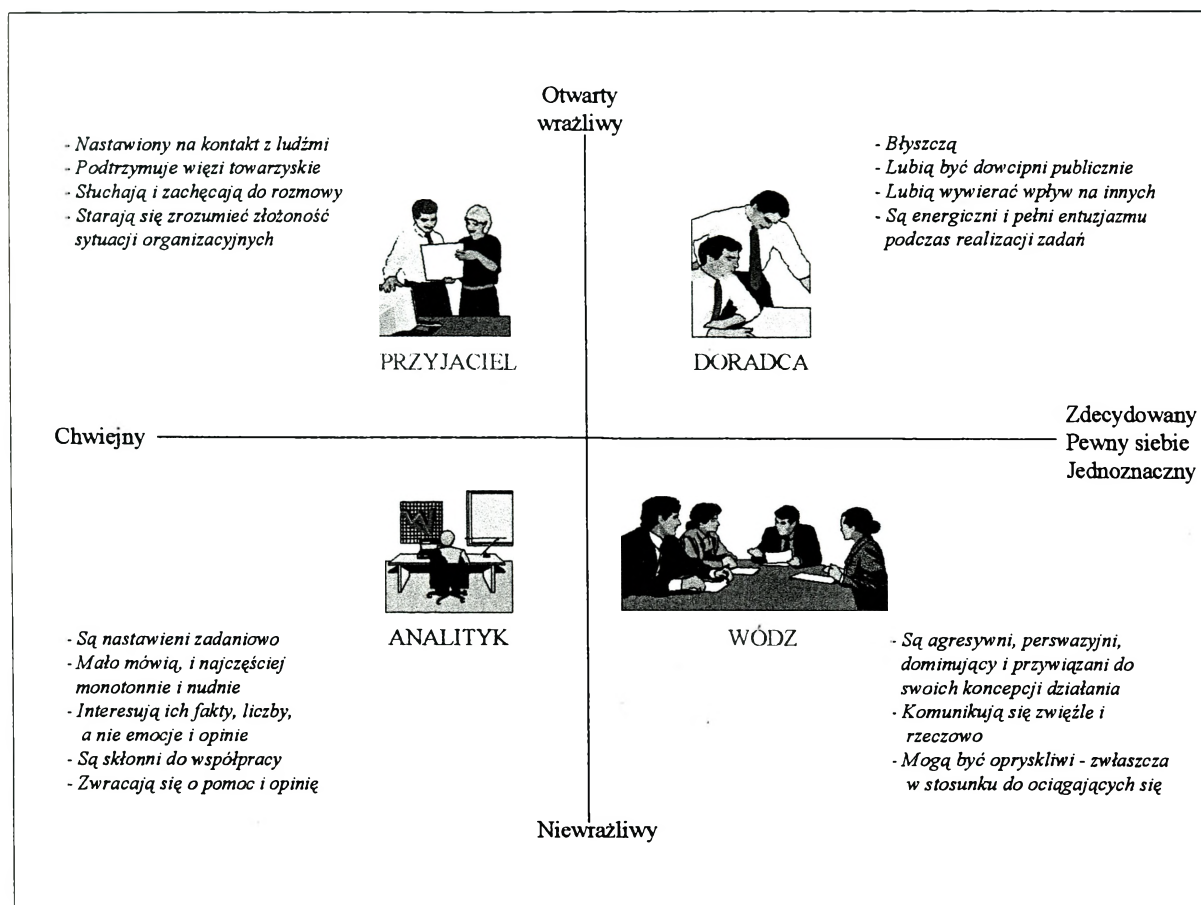 Otwarty
wrażliwy
- Nastawiony na kontakt z ludźmi
- Podtrzymuje więzi towarzyskie
- Słuchają i zachęcają do rozmowy
- Starają się zrozumieć złożoność
sytuacji organizacyjnych
- Błyszczą
- Lubią być dowcipni publicznie
- Lubią wywierać wpływ na innych
- Są energiczni i pełni entuzjazmu
podczas realizacji zadań
PRZYJACIEL
DORADCA
Chwiejny
Zdecydowany
Pewny siebie
Jednoznaczny
ANALITYK
WÓDZ
- Są nastawieni zadaniowo
- Mało mówią, i najczęściej
monotonnie i nudnie
- Interesują ich fakty, liczby,
a nie emocje i opinie
- Są skłonni do współpracy
- Zwracają się o pomoc i opinię
- Są agresywni, perswazyjni,
dominujący i przywiązani do
swoich koncepcji działania
- Komunikują się zwięźle i
rzeczowo
- Mogą być opryskliwi - zwłaszcza
w stosunku do ociągających się
Niewrażliwy